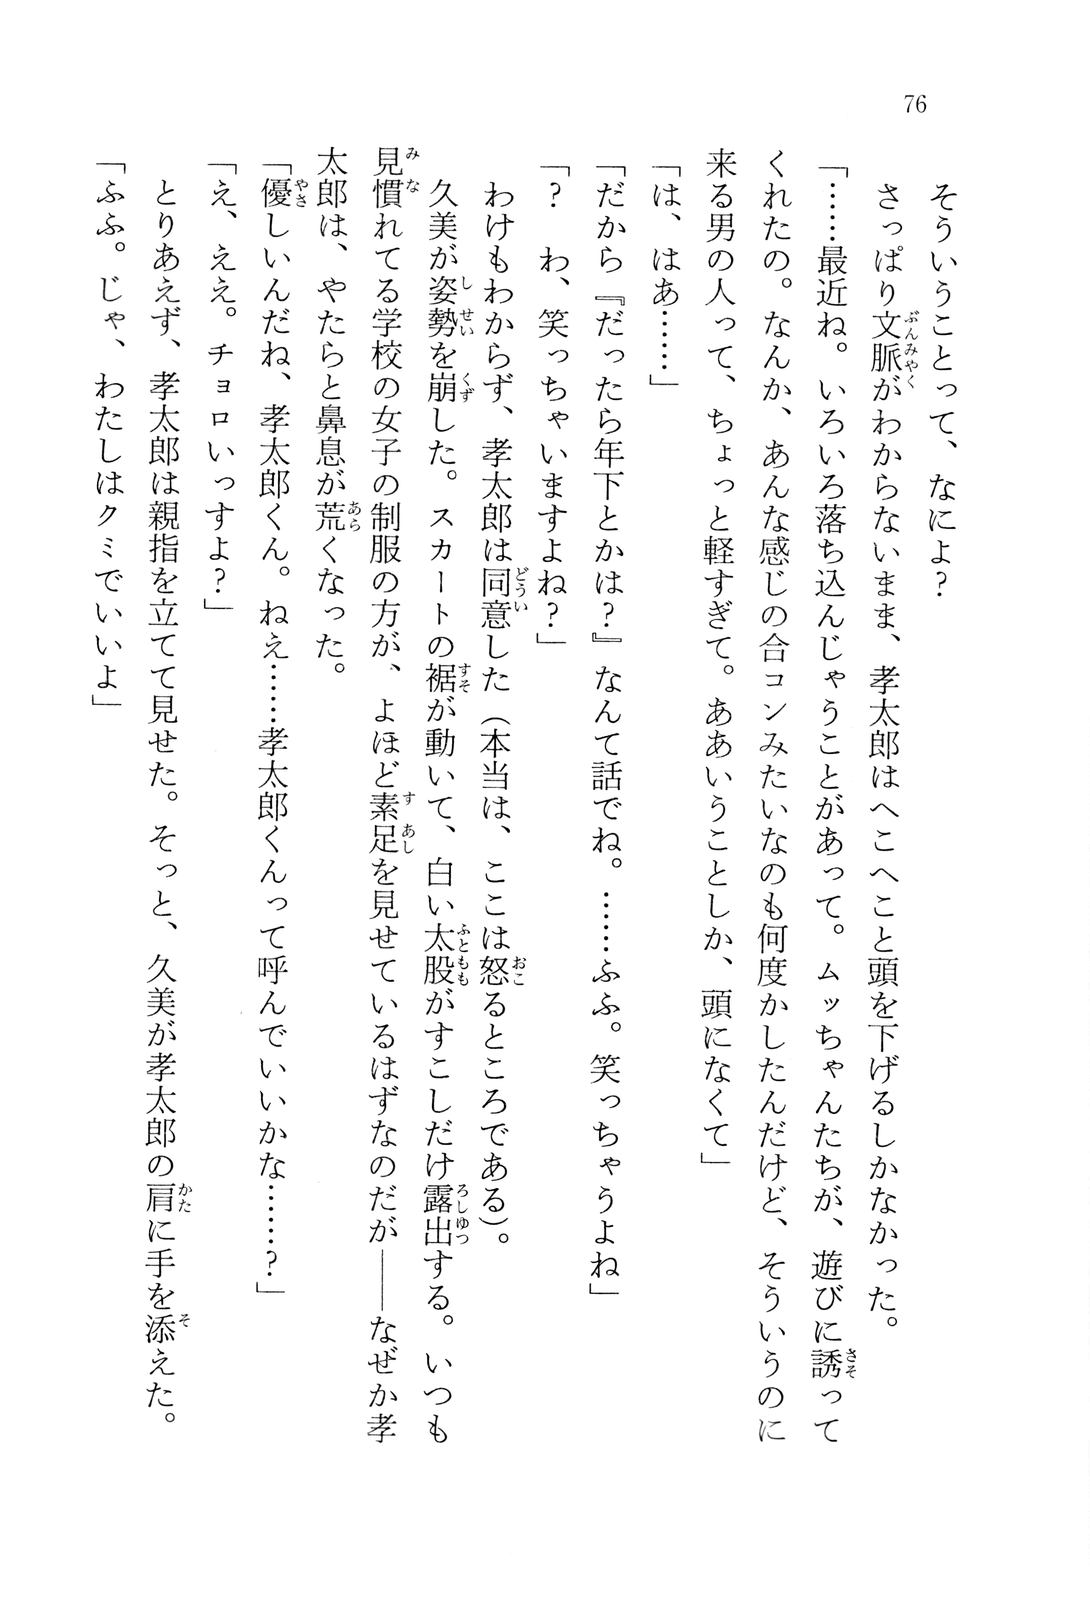 76
そういうことって、なによ?
さっぱり文脈がわからないまま、孝太郎はへこへこと頭を下げるしかなかった。
「……最近ね。いろいろ落ち込んじゃうことがあって。ムッちゃんたちが、遊びに誘って
くれたの。なんか、あんな感じの合コンみたいなのも何度かしたんだけど、そういうのに
来る男の人って、ちょっと軽すぎて。ああいうことしか、頭になくて」
「は、はあ……」
「だから『だったら年下とかは?』なんて話でね。……ふふ。笑っちゃうよね」
「? わ、笑っちゃいますよね?」
わけもわからず、孝太郎は同意した(本当は、ここは怒るところである)。
久美が姿勢を崩した。スカートの裾が動いて、白い太股がすこしだけ露出する。いつも
見慣れてる学校の女子の制服の方が、よほど素足を見せているはずなのだが――なぜか孝
太郎は、やたらと鼻息が荒くなった。
「優しいんだね、孝太郎くん。ねえ……孝太郎くんって呼んでいいかな……?」
「え、ええ。チョロいっすよ?」
とりあえず、孝太郎は親指を立てて見せた。そっと、久美が孝太郎の肩に手を添えた。
「ふふ。じゃ、わたしはクミでいいよ」